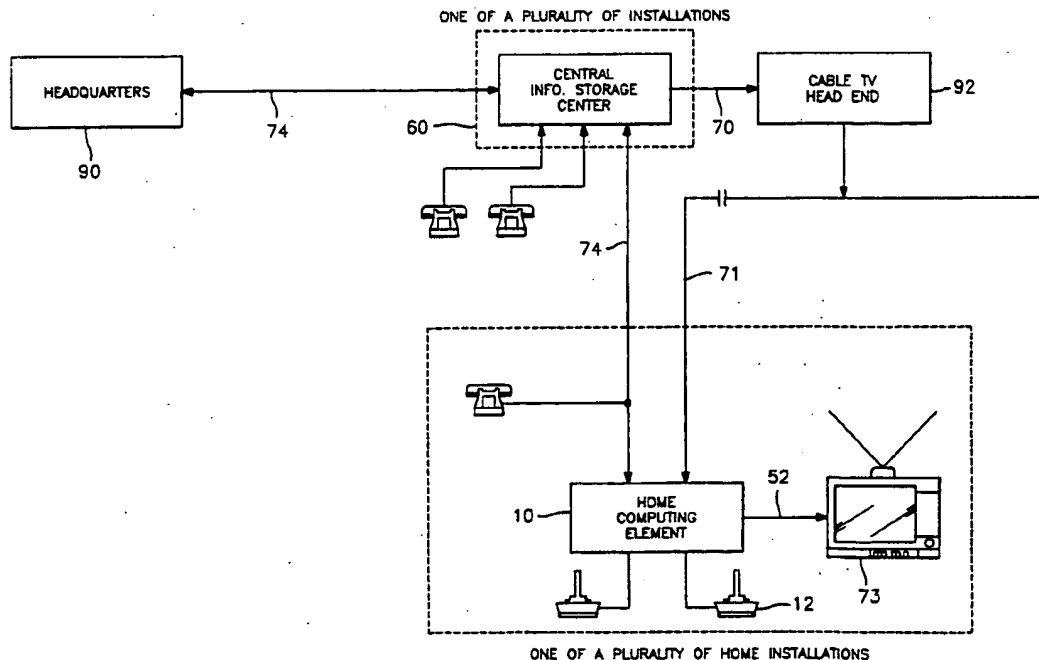 ONE OF A PLURALITY OF INSTALLATIONS
HEADQUARTERS
CENTRAL
INFO. STORAGE
CENTER
CABLE TV
HEAD END
92
74
60
70
90
74
71
10
HOME
COMPUTING
ELEMENT
52
73
12
ONE OF A PLURALITY OF HOME INSTALLATIONS